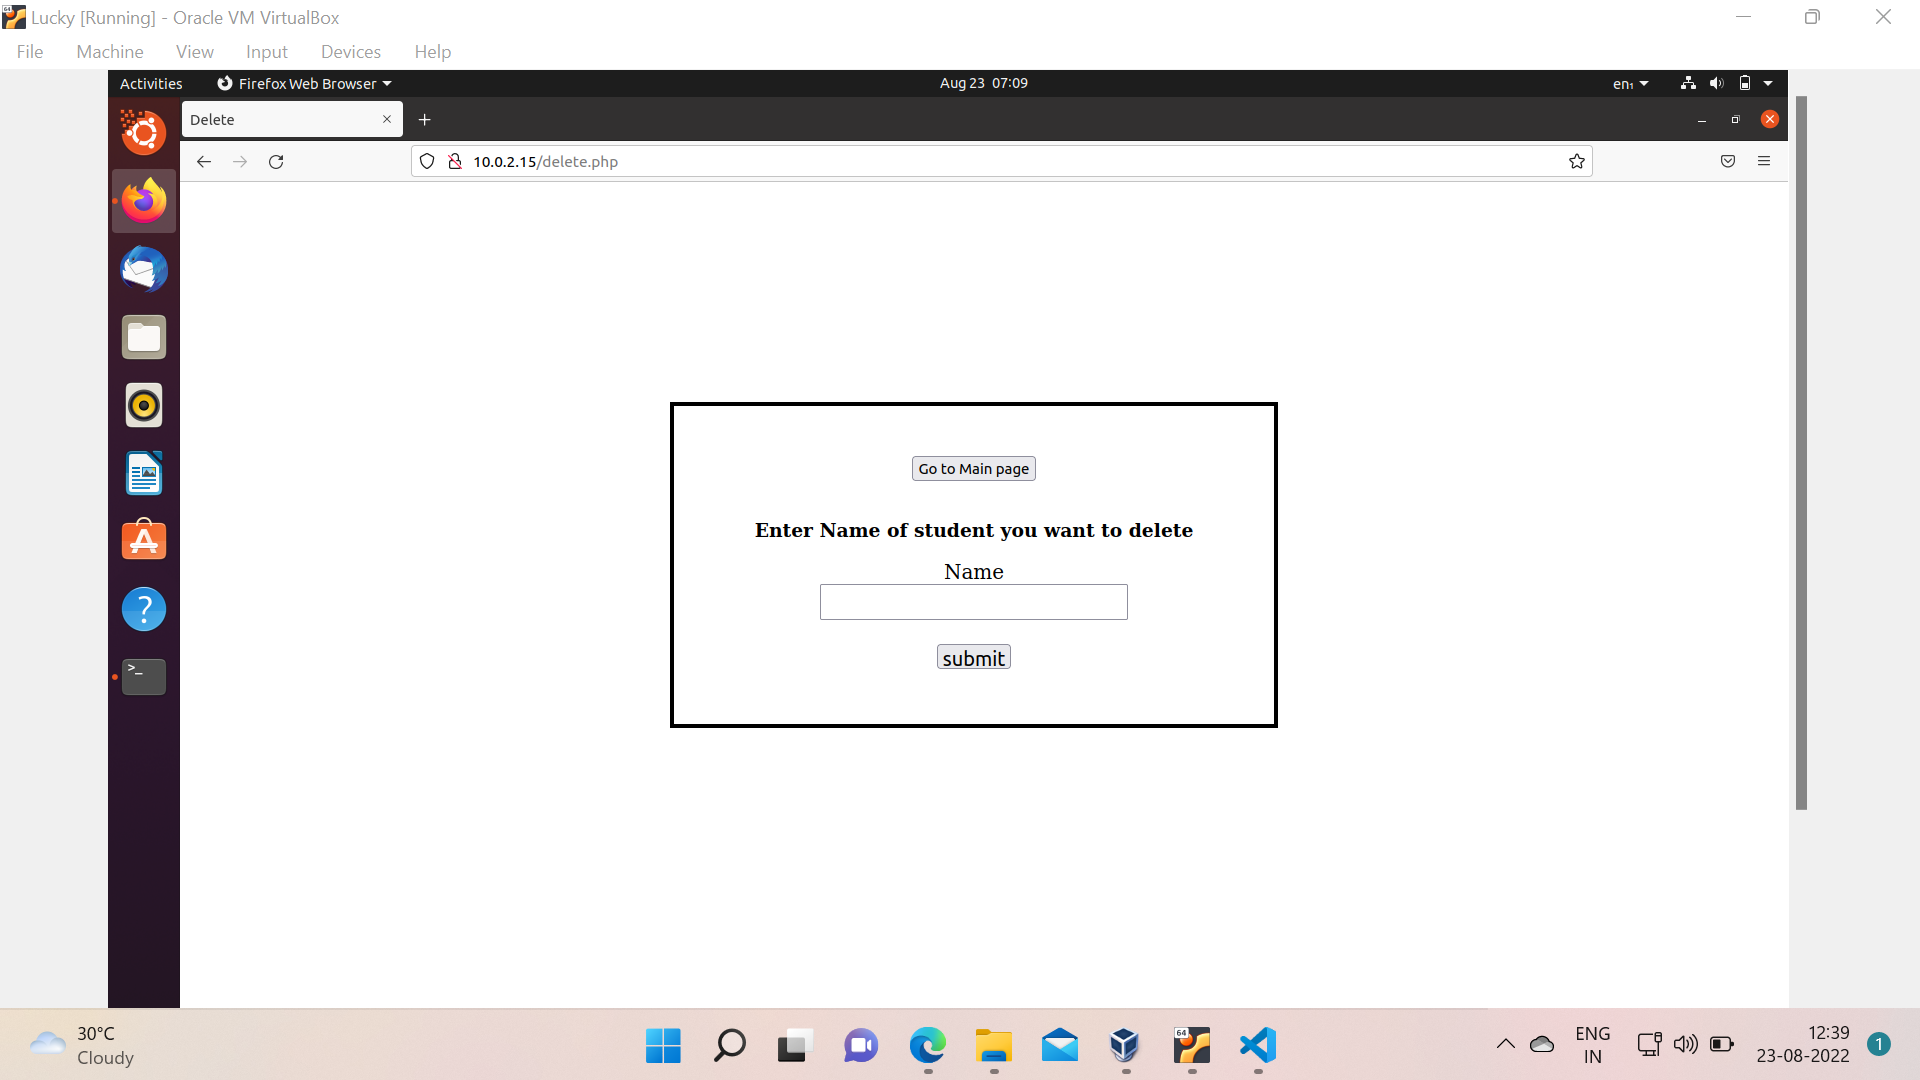 Lucky [Running] - Oracle VM VirtualBox
File Machine View Input Devices Help
Activities Firefox Web Browser Aug 23 07:09 en₁
Delete
10.0.2.15/delete.php
Go to Main page
Enter Name of student you want to delete
Name
submit
30°C
Cloudy
64
ENG
IN
12:39
23-08-2022
1